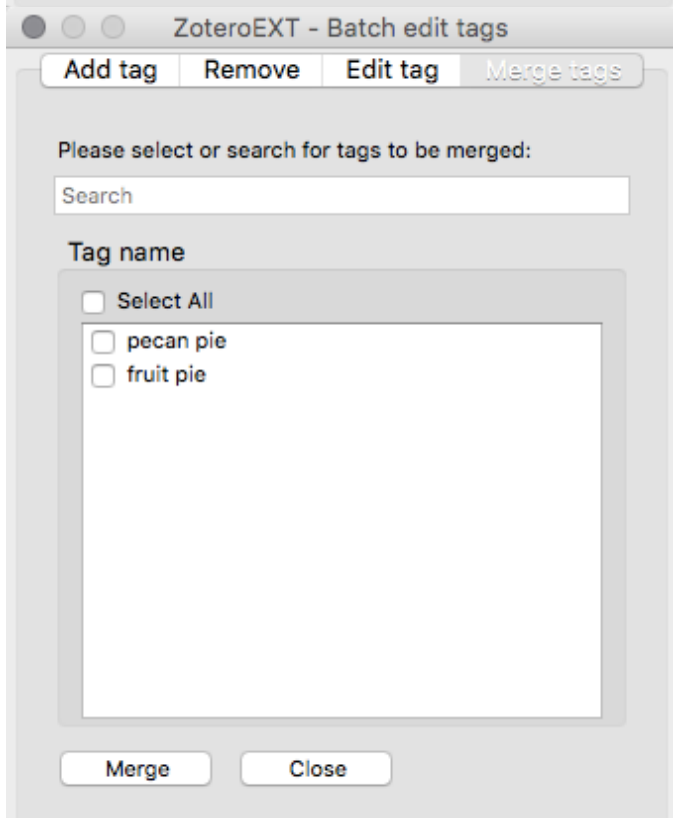 ZoteroEXT - Batch edit tags
Add tag Remove Edit tag Merge tags
Please select or search for tags to be merged:
Search
Tag name
Select All
pecan pie
fruit pie
Merge Close